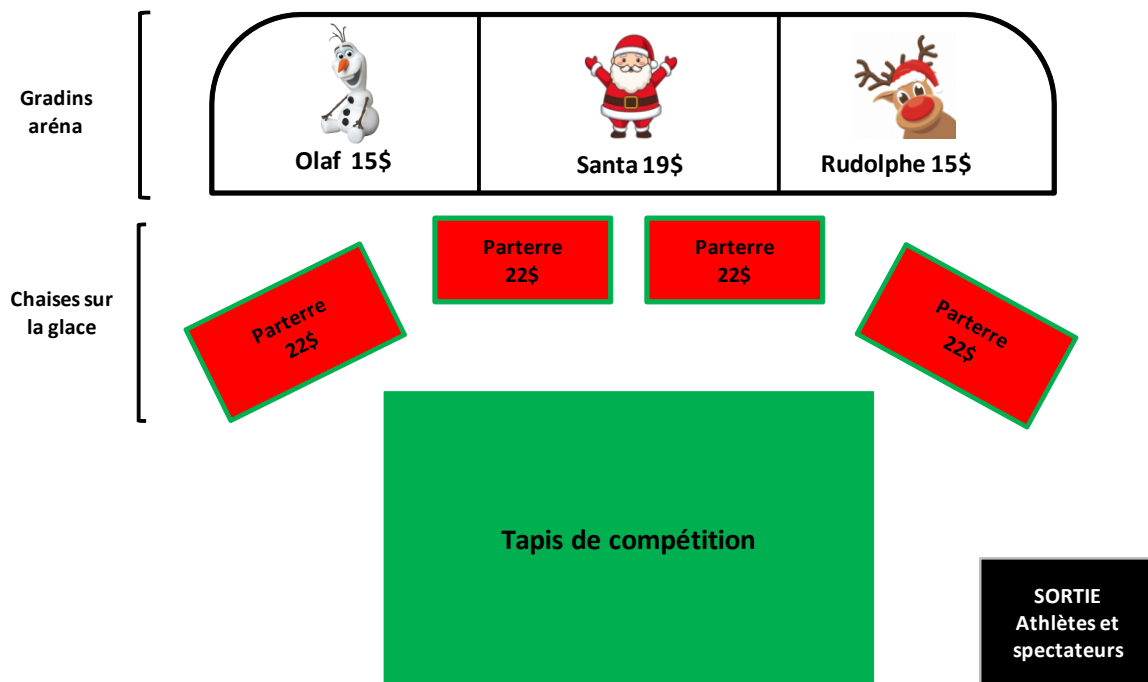 Gradins
aréna
Olaf 15$
Santa 19$
Rudolphe 15$
Chaises sur
la glace
Parterre
22$
Parterre
22$
Parterre
22$
Parterre
22$
Tapis de compétition
SORTIE
Athlètes et
spectateurs